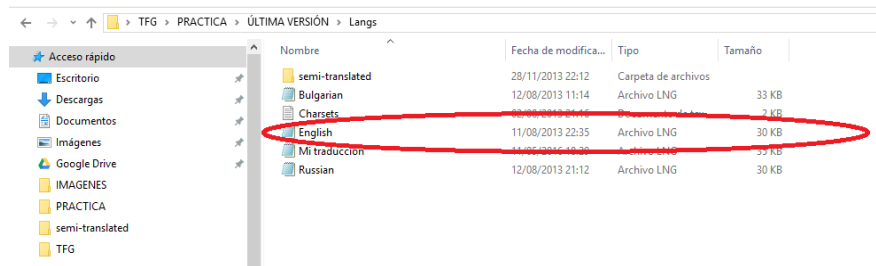 TFG > PRACTICA > ÚLTIMA VERSIÓN > Langs
Acceso rápido
Escritorio
Descargas
Documentos
Imágenes
Google Drive
IMAGENES
PRACTICA
semi-translated
TFG
Nombre Fecha de modifica... Tipo Tamaño
semi-translated 28/11/2013 22:12 Carpeta de archivos
Bulgarian 12/08/2013 11:14 Archivo LNG 33 KB
Charsets 2 KB
English 11/08/2013 22:35 Archivo LNG 30 KB
Mi traducción Archivo LNG 33 KB
Russian 12/08/2013 21:12 Archivo LNG 30 KB